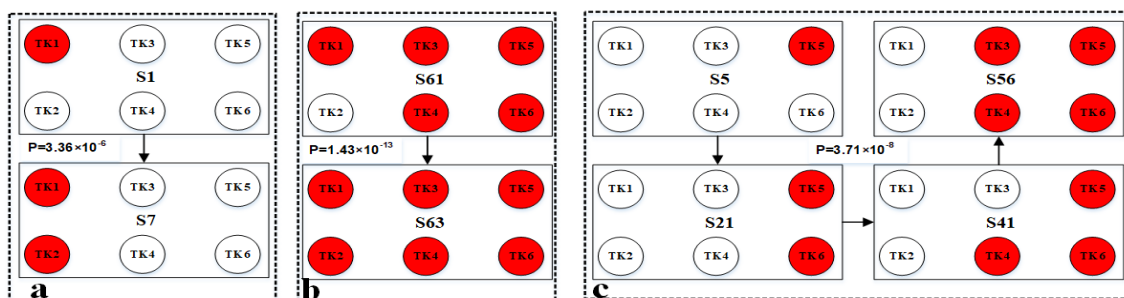 TK1 TK3 TK5
S1
TK2 TK4 TK6
P=3.36×10⁻⁶
TK1 TK3 TK5
S7
TK2 TK4 TK6
a
TK1 TK3 TK5
S61
TK2 TK4 TK6
P=1.43×10⁻¹³
TK1 TK3 TK5
S63
TK2 TK4 TK6
b
TK1 TK3 TK5
S5
TK2 TK4 TK6
TK1 TK3 TK5
S56
TK2 TK4 TK6
P=3.71×10⁻⁸
TK1 TK3 TK5
S21
TK2 TK4 TK6
TK1 TK3 TK5
S41
TK2 TK4 TK6
c